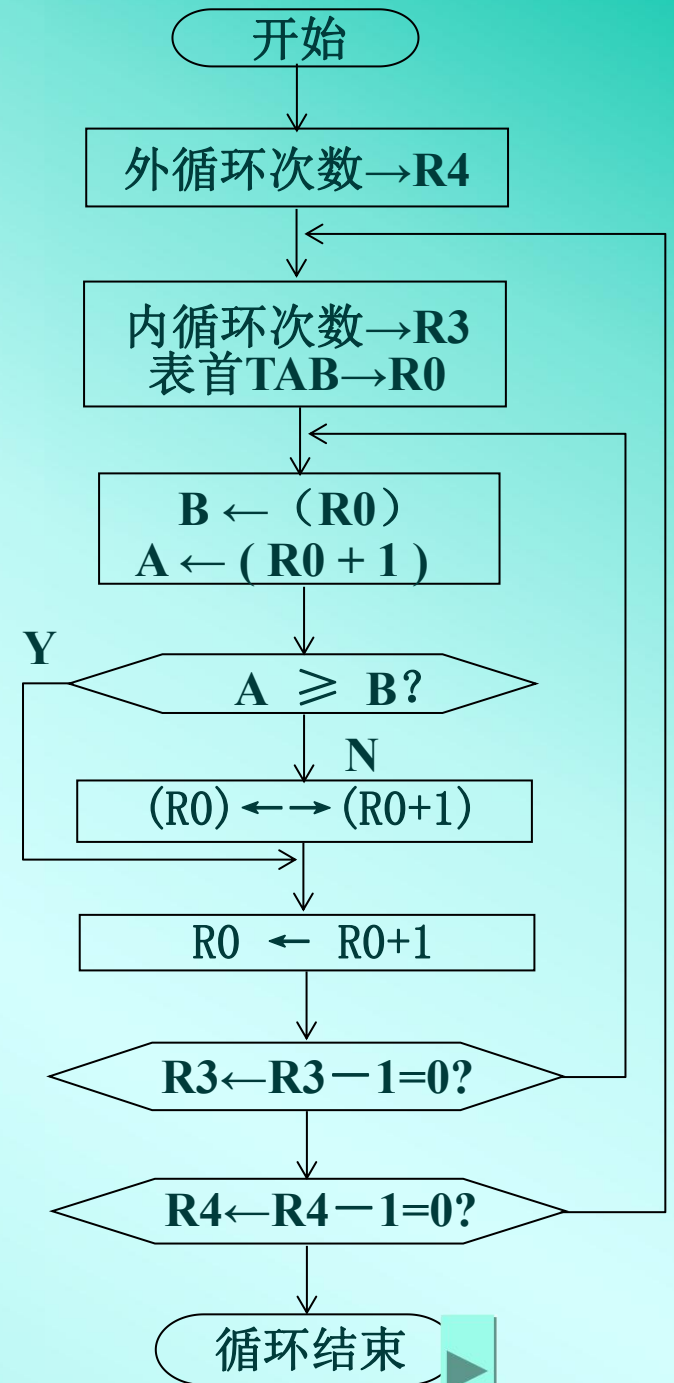 开始
外循环次数→R4
内循环次数→R3
表首TAB→R0
B ← （R0）
A ← ( R0 + 1 )
Y
A ≥ B?
N
(R0)←→(R0+1)
R0 ← R0+1
R3←R3－1=0?
R4←R4－1=0?
循环结束